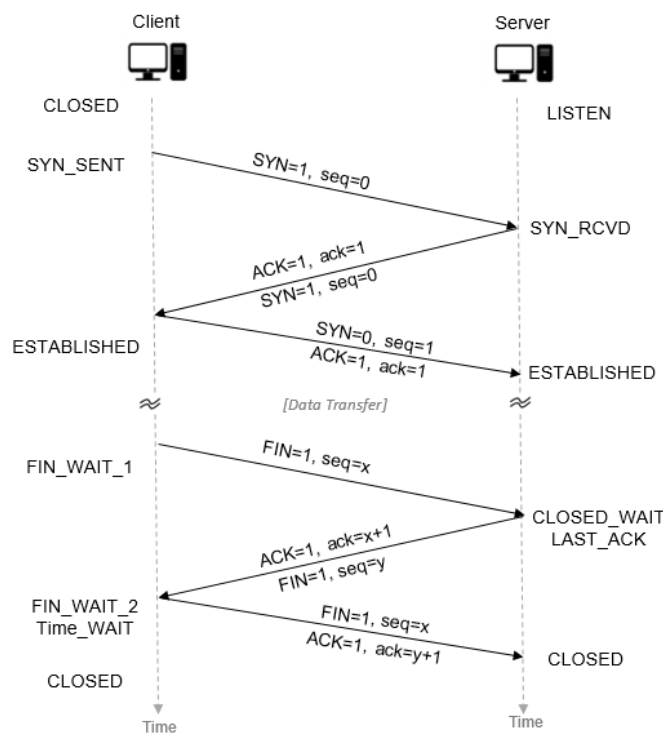 Client
Server
CLOSED
LISTEN
SYN_SENT
SYN=1, seq=0
SYN_RCVD
ACK=1, ack=1
SYN=1, seq=0
ESTABLISHED
SYN=0, seq=1
ACK=1, ack=1
ESTABLISHED
[Data Transfer]
FIN_WAIT_1
FIN=1, seq=x
CLOSED_WAIT
LAST_ACK
ACK=1, ack=x+1
FIN=1, seq=y
FIN_WAIT_2
Time_WAIT
FIN=1, seq=x
ACK=1, ack=y+1
CLOSED
CLOSED
Time
Time